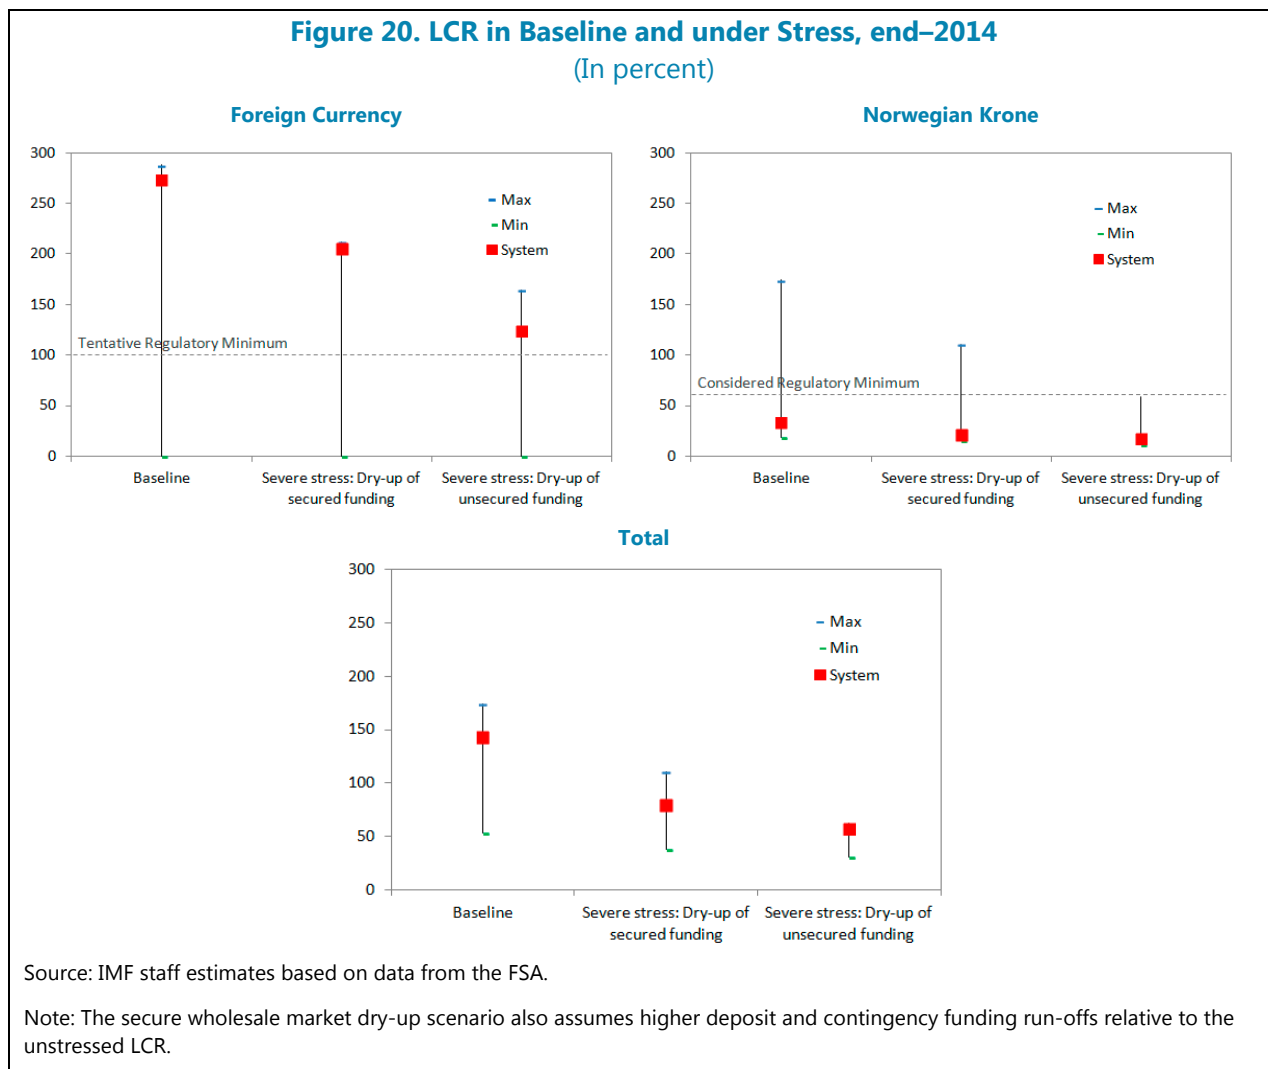 Figure 20. LCR in Baseline and under Stress, end–2014
(In percent)
Foreign Currency
300
250
200
150
100
50
0
Max
Min
System
Tentative Regulatory Minimum
Baseline
Severe stress: Dry-up of
secured funding
Severe stress: Dry-up of
unsecured funding
Norwegian Krone
300
250
200
150
100
50
0
Max
Min
System
Considered Regulatory Minimum
Baseline
Severe stress: Dry-up of
secured funding
Severe stress: Dry-up of
unsecured funding
Total
300
250
200
150
100
50
0
Max
Min
System
Baseline
Severe stress: Dry-up of
secured funding
Severe stress: Dry-up of
unsecured funding
Source: IMF staff estimates based on data from the FSA.
Note: The secure wholesale market dry-up scenario also assumes higher deposit and contingency funding run-offs relative to the
unstressed LCR.